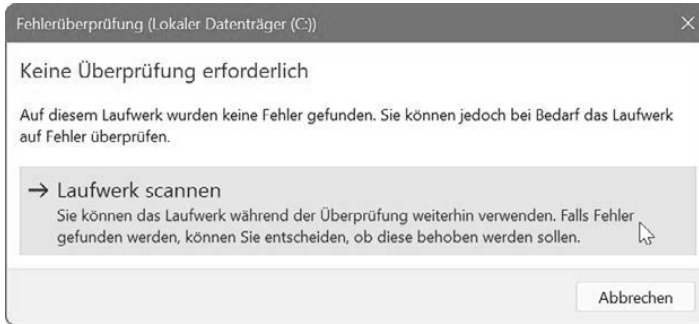 Fehlerüberprüfung (Lokaler Datenträger (C:))
Keine Überprüfung erforderlich
Auf diesem Laufwerk wurden keine Fehler gefunden. Sie können jedoch bei Bedarf das Laufwerk
auf Fehler überprüfen.
→ Laufwerk scannen
Sie können das Laufwerk während der Überprüfung weiterhin verwenden. Falls Fehler
gefunden werden, können Sie entscheiden, ob diese behoben werden sollen.
Abbrechen